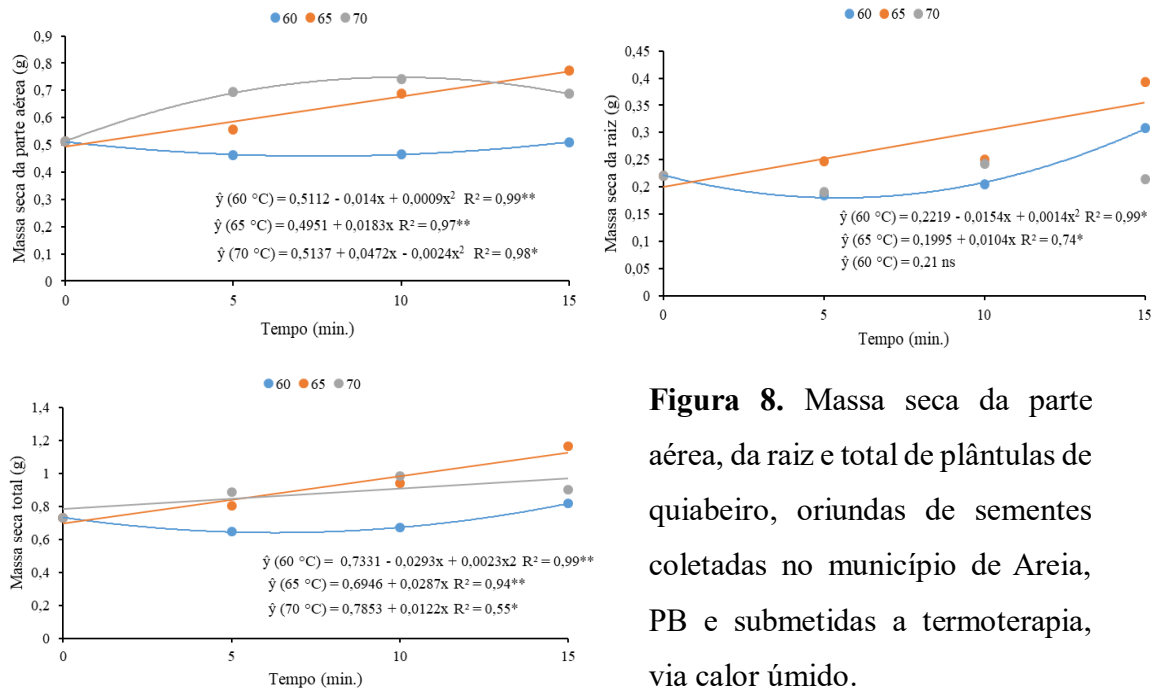 60 65 70
0,9
0,8
0,7
0,6
0,5
0,4
0,3
0,2
0,1
0
Massa seca da parte aérea (g)
ŷ (60 °C) = 0,5112 - 0,014x + 0,0009x² R² = 0,99**
ŷ (65 °C) = 0,4951 + 0,0183x R² = 0,97**
ŷ (70 °C) = 0,5137 + 0,0472x - 0,0024x² R² = 0,98*
0 5 10 15
Tempo (min.)
60 65 70
0,45
0,4
0,35
0,3
0,25
0,2
0,15
0,1
0,05
0
Massa seca da raiz (g)
ŷ (60 °C) = 0,2219 - 0,0154x + 0,0014x² R² = 0,99*
ŷ (65 °C) = 0,1995 + 0,0104x R² = 0,74*
ŷ (60 °C) = 0,21 ns
0 5 10 15
Tempo (min.)
60 65 70
1,4
1,2
1
0,8
0,6
0,4
0,2
0
Massa seca total (g)
ŷ (60 °C) = 0,7331 - 0,0293x + 0,0023x2 R² = 0,99**
ŷ (65 °C) = 0,6946 + 0,0287x R² = 0,94**
ŷ (70 °C) = 0,7853 + 0,0122x R² = 0,55*
0 5 10 15
Tempo (min.)
Figura 8. Massa seca da parte
aérea, da raiz e total de plântulas de
quiabeiro, oriundas de sementes
coletadas no município de Areia,
PB e submetidas a termoterapia,
via calor úmido.